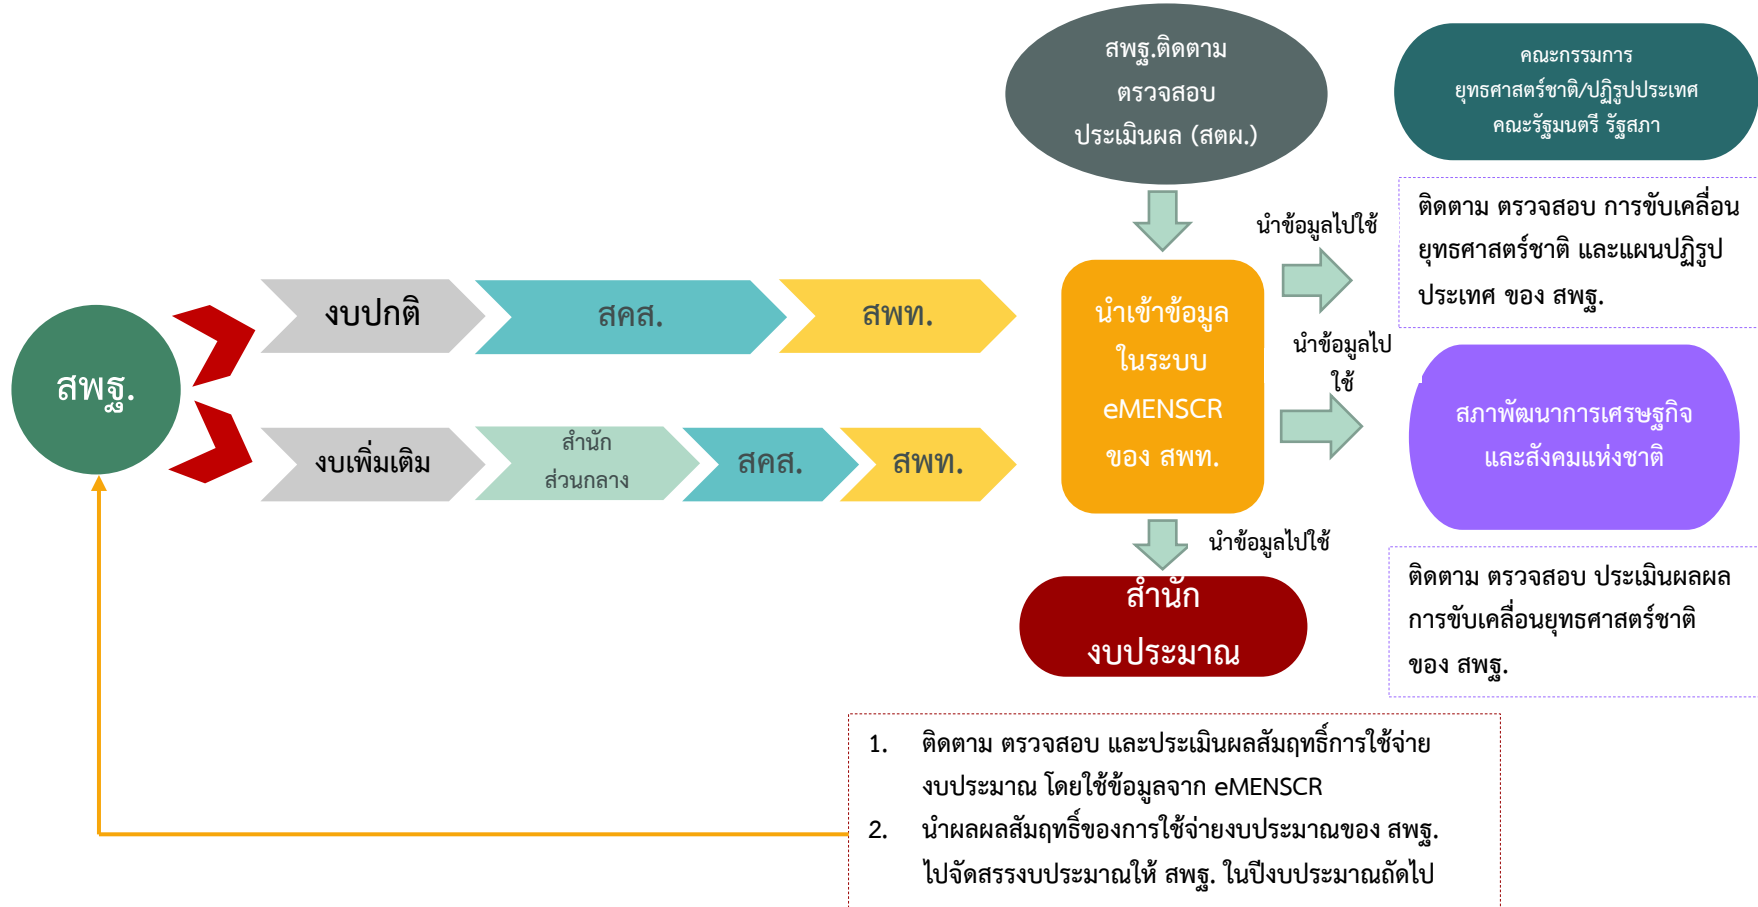 สพฐ.ติดตาม
ตรวจสอบ
ประเมินผล (สตผ.)
คณะกรรมการ
ยุทธศาสตร์ชาติ/ปฏิรูปประเทศ
คณะรัฐมนตรี รัฐสภา
ติดตาม ตรวจสอบ การขับเคลื่อน
ยุทธศาสตร์ชาติ และแผนปฏิรูป
ประเทศ ของ สพฐ.
นำข้อมูลไปใช้
สพฐ.
งบปกติ
สคส.
สพท.
งบเพิ่มเติม
สำนัก
ส่วนกลาง
สคส.
สพท.
นำเข้าข้อมูล
ในระบบ
eMENSCR
ของ สพท.
นำข้อมูลไป
ใช้
สภาพัฒนาการเศรษฐกิจ
และสังคมแห่งชาติ
นำข้อมูลไปใช้
สำนัก
งบประมาณ
ติดตาม ตรวจสอบ ประเมินผลผล
การขับเคลื่อนยุทธศาสตร์ชาติ
ของ สพฐ.
1. ติดตาม ตรวจสอบ และประเมินผลสัมฤทธิ์การใช้จ่าย
งบประมาณ โดยใช้ข้อมูลจาก eMENSCR
2. นำผลผลสัมฤทธิ์ของการใช้จ่ายงบประมาณของ สพฐ.
ไปจัดสรรงบประมาณให้ สพฐ. ในปีงบประมาณถัดไป